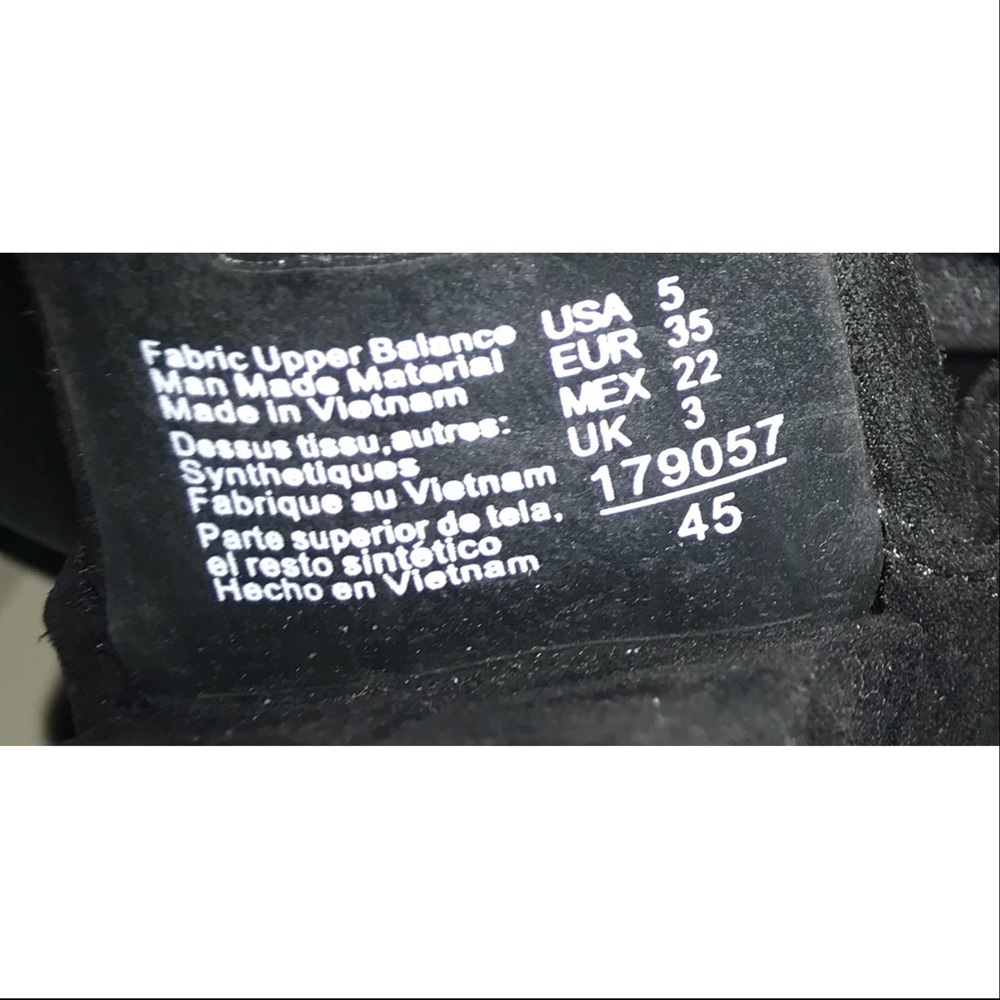 Fabric Upper Balance
Man Made Material
Made in Vietnam
Dessus tissu,autres:
Synthetiques
Fabrique au Vietnam
Parte superior de tela,
el resto sintético
Hecho en Vietnam
USA 5
EUR 35
MEX 22
UK 3
179057
45